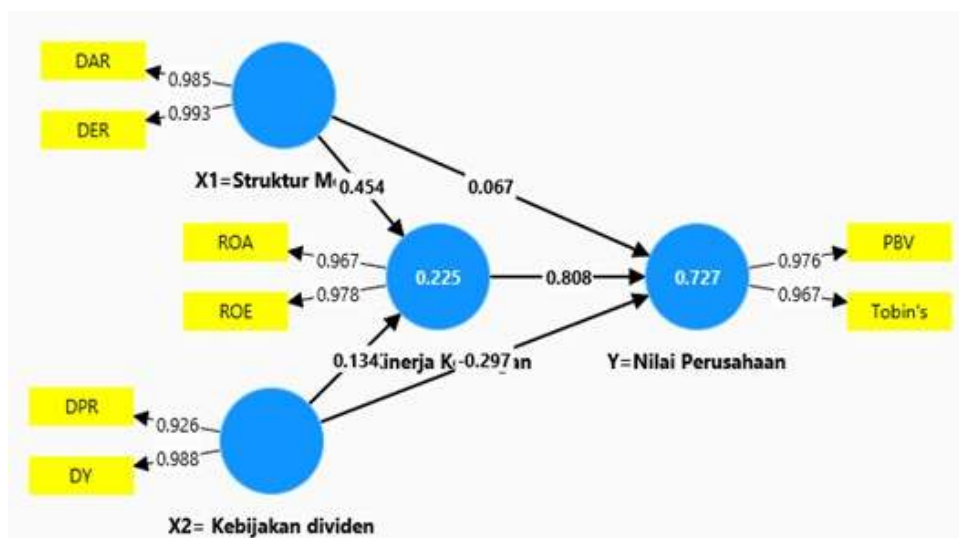 DAR
0.985
0.993
DER
X1=Struktur
0.454
0.067
ROA
0.967
0.978
ROE
0.225
0.808
0.727
PBV
0.976
0.967
Tobin's
0.134
-0.297
Y=Nilai Perusahaan
DPR
0.926
0.988
DY
X2= Kebijakan dividen